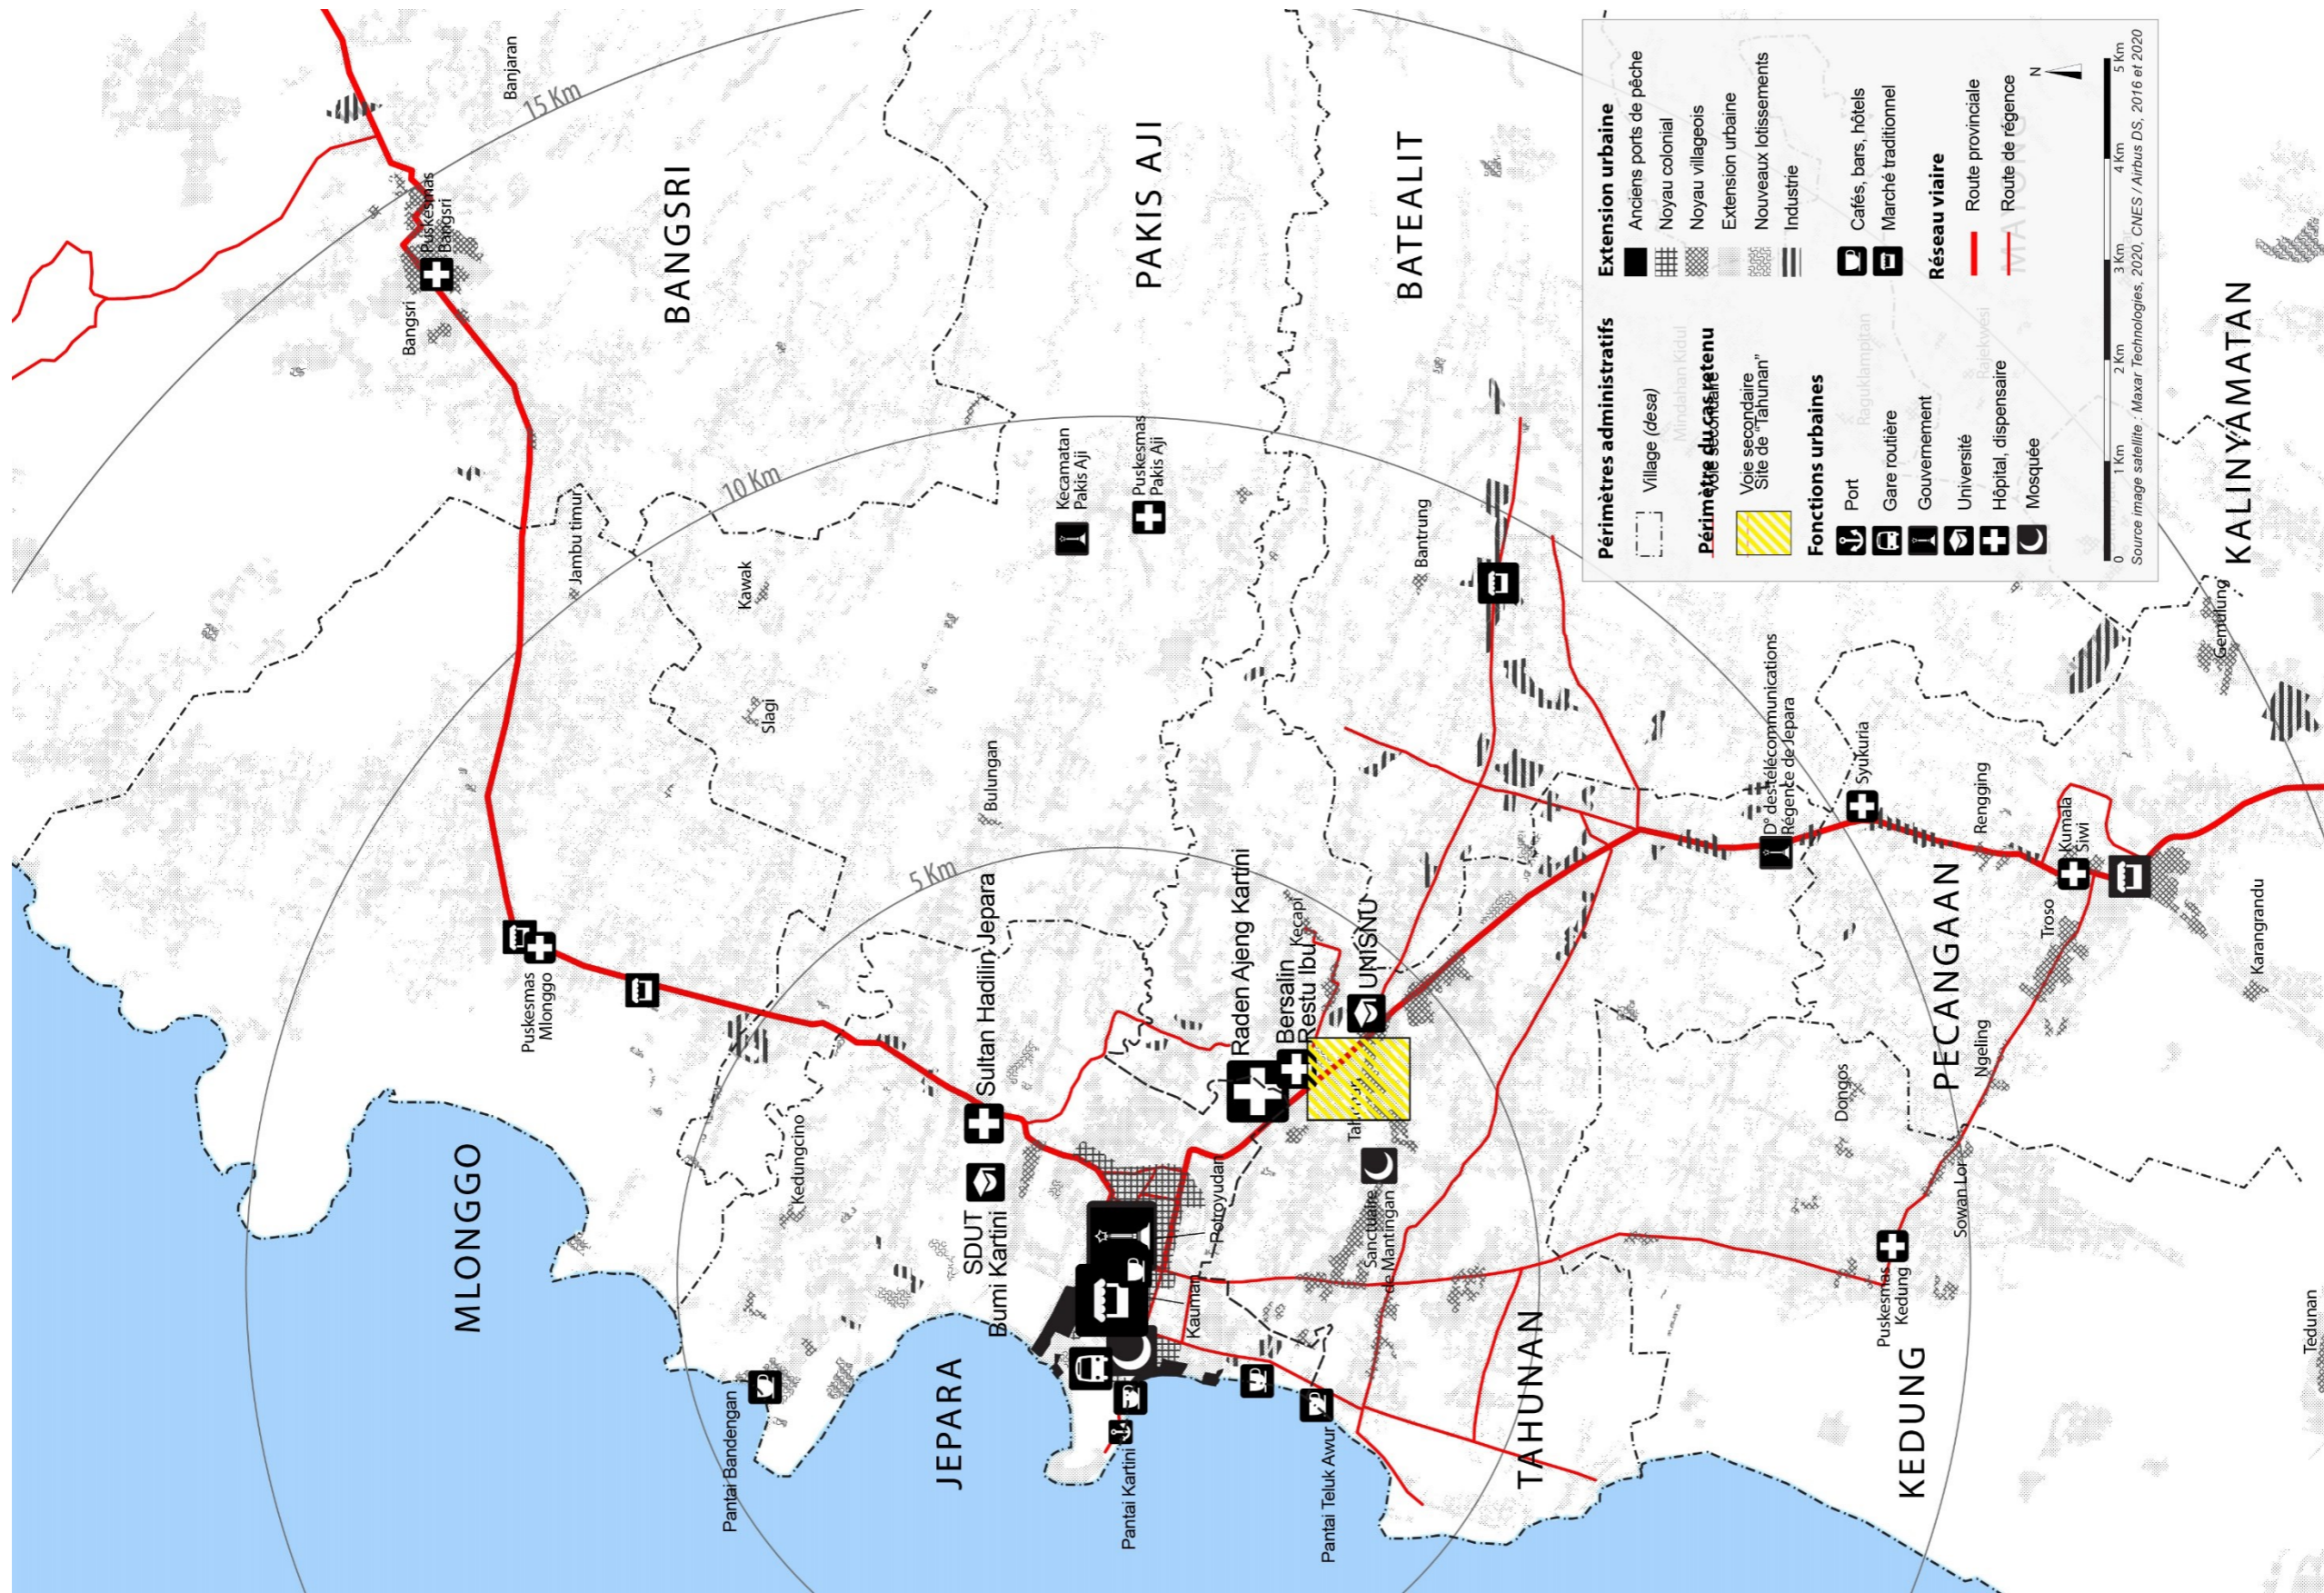 Banjaran
15 Km
Puskesmas
Bangsri
Bangsri
BANGSRI
PAKIS AJI
BATEALIT
10 Km
Jambu timur
Kecamatan
Pakis Aji
Puskesmas
Pakis Aji
Kawak
Slagi
Bantrung
Bulungan
5 Km
Puskesmas
Mlonggo
MLONGGO
Sultan Hadilin Jepara
Raden Ajeng Kartini
Bersalin
Restu Ibu
Kecapi
UNISNU
Kedungcino
SDUT
Bumi Kartini
Potroyudan
Kauman
Sanctuaire
de Mantingan
Pantai Bandengan
JEPARA
Pantai Kartini
Pantai Teluk Awur
TAHUNAN
D° des télécommunications
Régence de Jepara
Syukuria
Rengging
Kumala
Siwi
PECANGAAN
Troso
Ngeling
Dongos
Karangrandu
Sowan Lor
Puskesmas
Kedung
KEDUNG
Tedunan
Gemulung
KALINYAMATAN
Périmètres administratifs
Village (desa)
Périmètre du cas retenu
Voie secondaire
Voie secondaire
Site de "Tahunan"
Fonctions urbaines
Port
Gare routière
Gouvernement
Université
Hôpital, dispensaire
Mosquée
Extension urbaine
Anciens ports de pêche
Noyau colonial
Noyau villageois
Extension urbaine
Nouveaux lotissements
Industrie
Cafés, bars, hôtels
Marché traditionnel
Réseau viaire
Route provinciale
Route de régence
Mindahan Kidul
Raguklampitan
Rajekwesi
MAYONG
N
0
1 Km
2 Km
3 Km
4 Km
5 Km
Source image satellite : Maxar Technologies, 2020, CNES / Airbus DS, 2016 et 2020